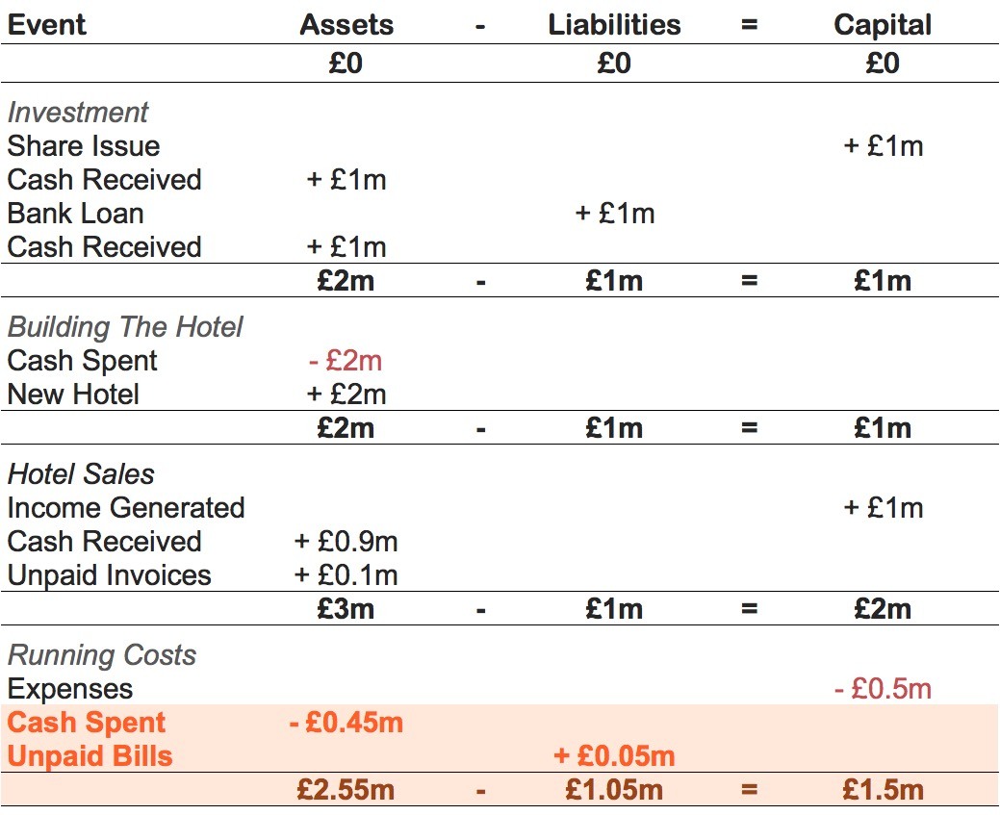 Event Assets - Liabilities = Capital
£0 £0 £0
Investment
Share Issue + £1m
Cash Received + £1m
Bank Loan + £1m
Cash Received + £1m
£2m - £1m = £1m
Building The Hotel
Cash Spent - £2m
New Hotel + £2m
£2m - £1m = £1m
Hotel Sales
Income Generated + £1m
Cash Received + £0.9m
Unpaid Invoices + £0.1m
£3m - £1m = £2m
Running Costs
Expenses - £0.5m
Cash Spent - £0.45m
Unpaid Bills + £0.05m
£2.55m - £1.05m = £1.5m